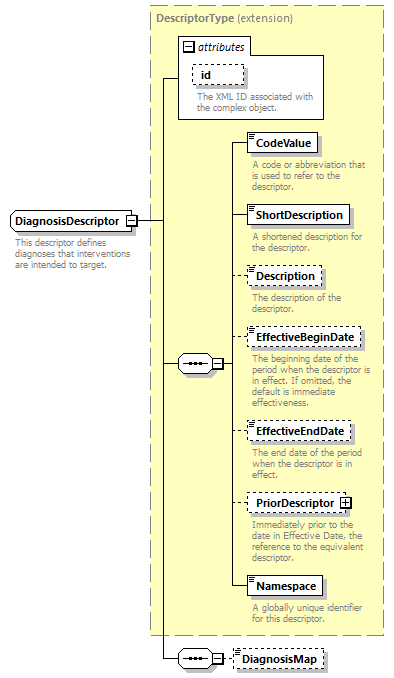 DescriptorType (extension)
attributes
id
The XML ID associated with
the complex object.
CodeValue
A code or abbreviation that
is used to refer to the
descriptor.
DiagnosisDescriptor
This descriptor defines
diagnoses that interventions
are intended to target.
ShortDescription
A shortened description for
the descriptor.
Description
The description of the
descriptor.
EffectiveBeginDate
The beginning date of the
period when the descriptor is
in effect. If omitted, the
default is immediate
effectiveness.
EffectiveEndDate
The end date of the period
when the descriptor is in
effect.
PriorDescriptor
Immediately prior to the
date in Effective Date, the
reference to the equivalent
descriptor.
Namespace
A globally unique identifier
for this descriptor.
DiagnosisMap